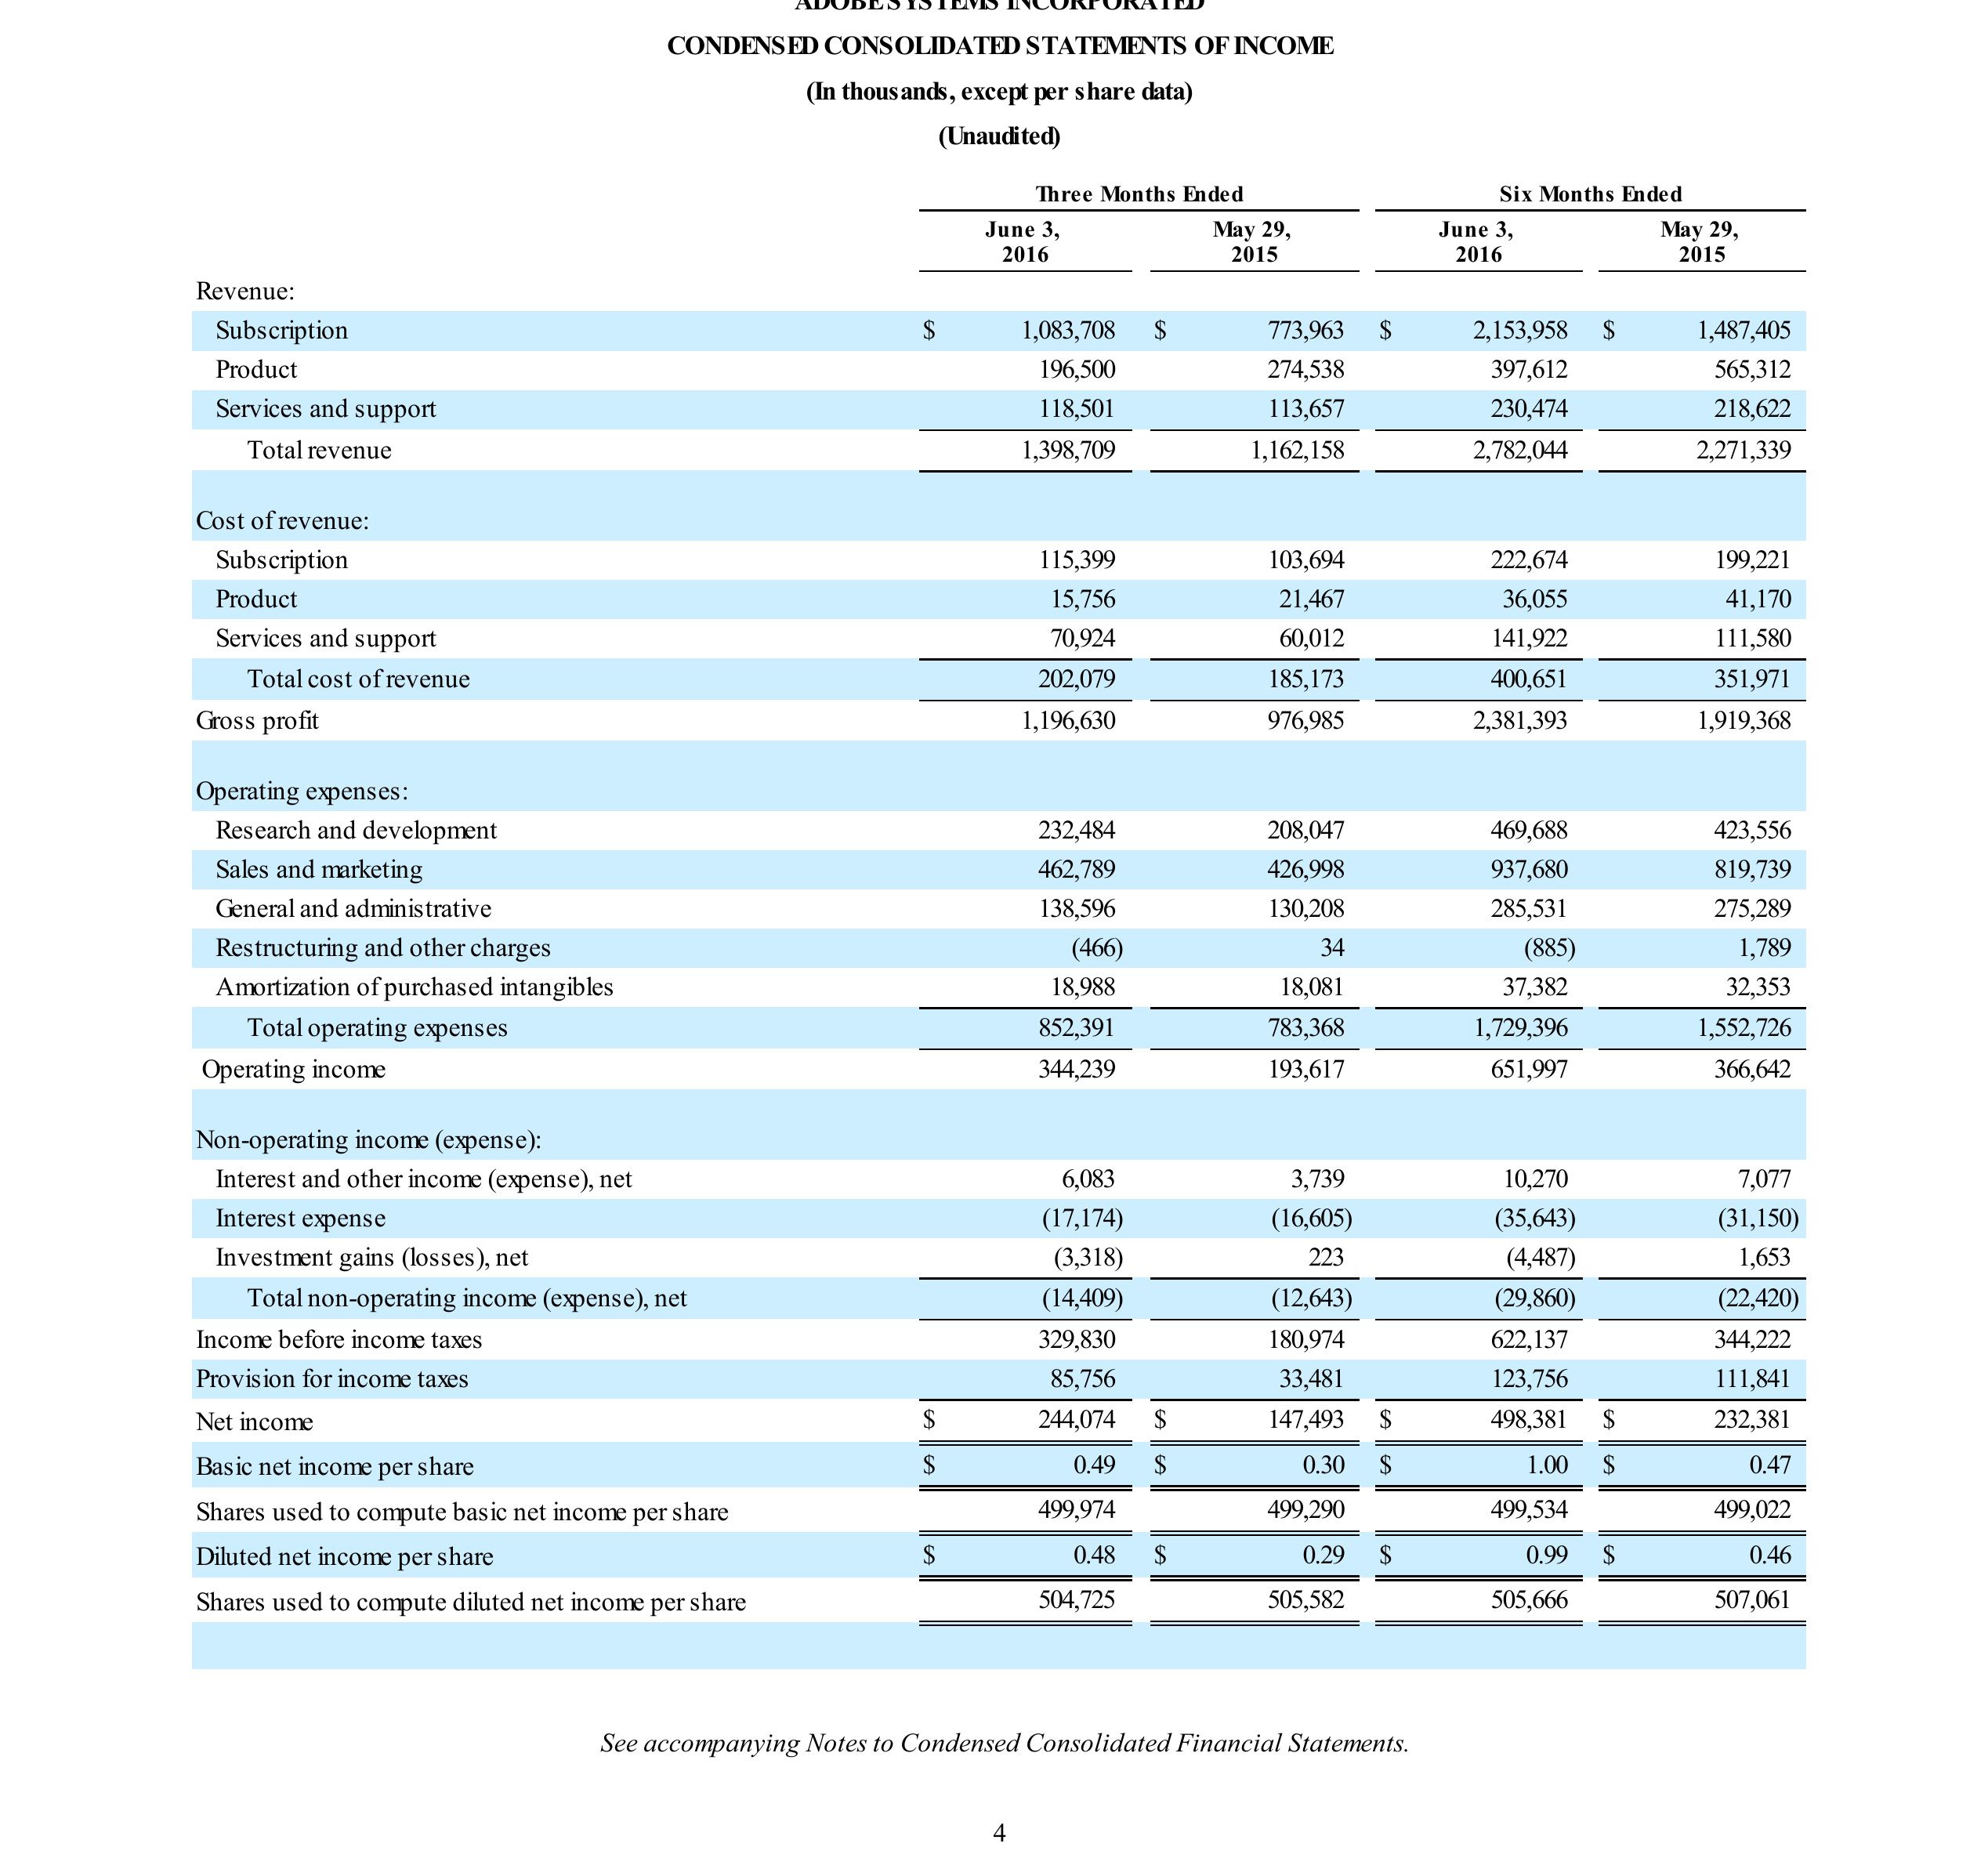 ADOBE SYSTEMS INCORPORATED
CONDENSED CONSOLIDATED STATEMENTS OF INCOME
(In thousands, except per share data)
(Unaudited)
Three Months Ended Six Months Ended
June 3, 2016 May 29, 2015 June 3, 2016 May 29, 2015
Revenue:
Subscription $ 1,083,708 $ 773,963 $ 2,153,958 $ 1,487,405
Product 196,500 274,538 397,612 565,312
Services and support 118,501 113,657 230,474 218,622
Total revenue 1,398,709 1,162,158 2,782,044 2,271,339
Cost of revenue:
Subscription 115,399 103,694 222,674 199,221
Product 15,756 21,467 36,055 41,170
Services and support 70,924 60,012 141,922 111,580
Total cost of revenue 202,079 185,173 400,651 351,971
Gross profit 1,196,630 976,985 2,381,393 1,919,368
Operating expenses:
Research and development 232,484 208,047 469,688 423,556
Sales and marketing 462,789 426,998 937,680 819,739
General and administrative 138,596 130,208 285,531 275,289
Restructuring and other charges (466) 34 (885) 1,789
Amortization of purchased intangibles 18,988 18,081 37,382 32,353
Total operating expenses 852,391 783,368 1,729,396 1,552,726
Operating income 344,239 193,617 651,997 366,642
Non-operating income (expense):
Interest and other income (expense), net 6,083 3,739 10,270 7,077
Interest expense (17,174) (16,605) (35,643) (31,150)
Investment gains (losses), net (3,318) 223 (4,487) 1,653
Total non-operating income (expense), net (14,409) (12,643) (29,860) (22,420)
Income before income taxes 329,830 180,974 622,137 344,222
Provision for income taxes 85,756 33,481 123,756 111,841
Net income $ 244,074 $ 147,493 $ 498,381 $ 232,381
Basic net income per share $ 0.49 $ 0.30 $ 1.00 $ 0.47
Shares used to compute basic net income per share 499,974 499,290 499,534 499,022
Diluted net income per share $ 0.48 $ 0.29 $ 0.99 $ 0.46
Shares used to compute diluted net income per share 504,725 505,582 505,666 507,061
See accompanying Notes to Condensed Consolidated Financial Statements.
4